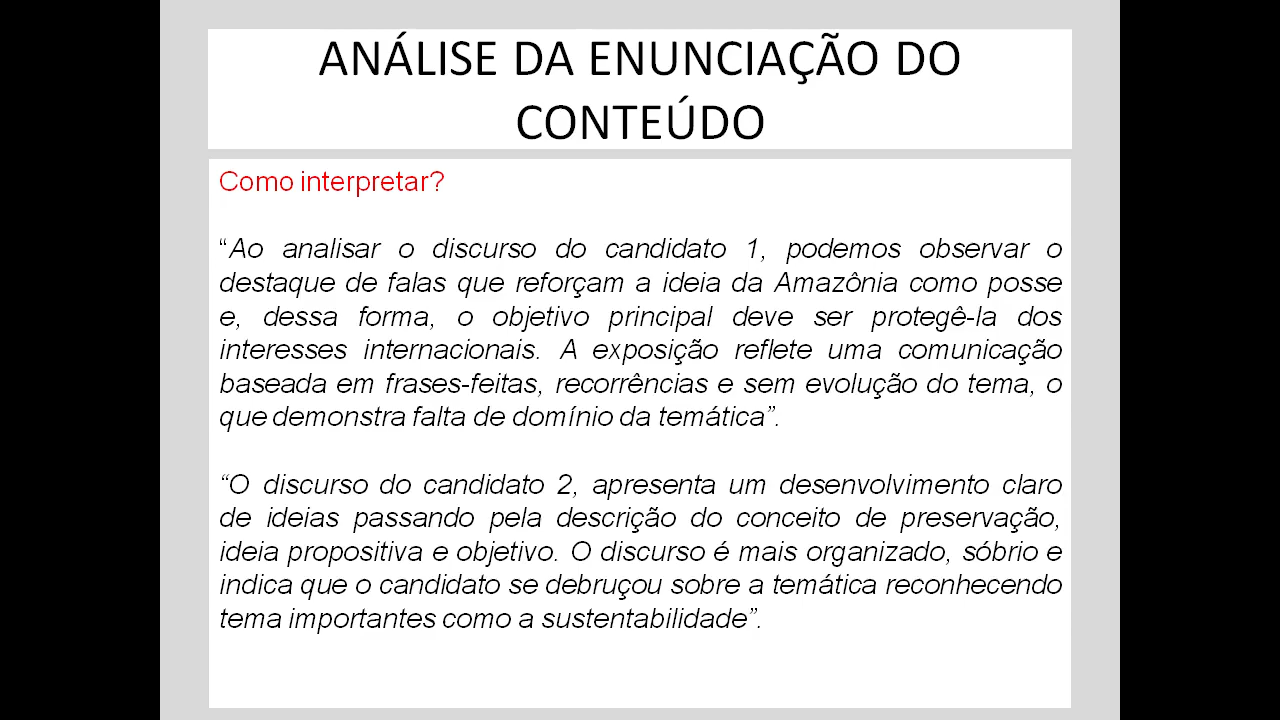 ANÁLISE DA ENUNCIAÇÃO DO
CONTEÚDO
Como interpretar?
“Ao analisar o discurso do candidato 1, podemos observar o
destaque de falas que reforçam a ideia da Amazônia como posse
e, dessa forma, o objetivo principal deve ser protegê-la dos
interesses internacionais. A exposição reflete uma comunicação
baseada em frases-feitas, recorrências e sem evolução do tema, o
que demonstra falta de domínio da temática”.
“O discurso do candidato 2, apresenta um desenvolvimento claro
de ideias passando pela descrição do conceito de preservação,
ideia propositiva e objetivo. O discurso é mais organizado, sóbrio e
indica que o candidato se debruçou sobre a temática reconhecendo
tema importantes como a sustentabilidade”.